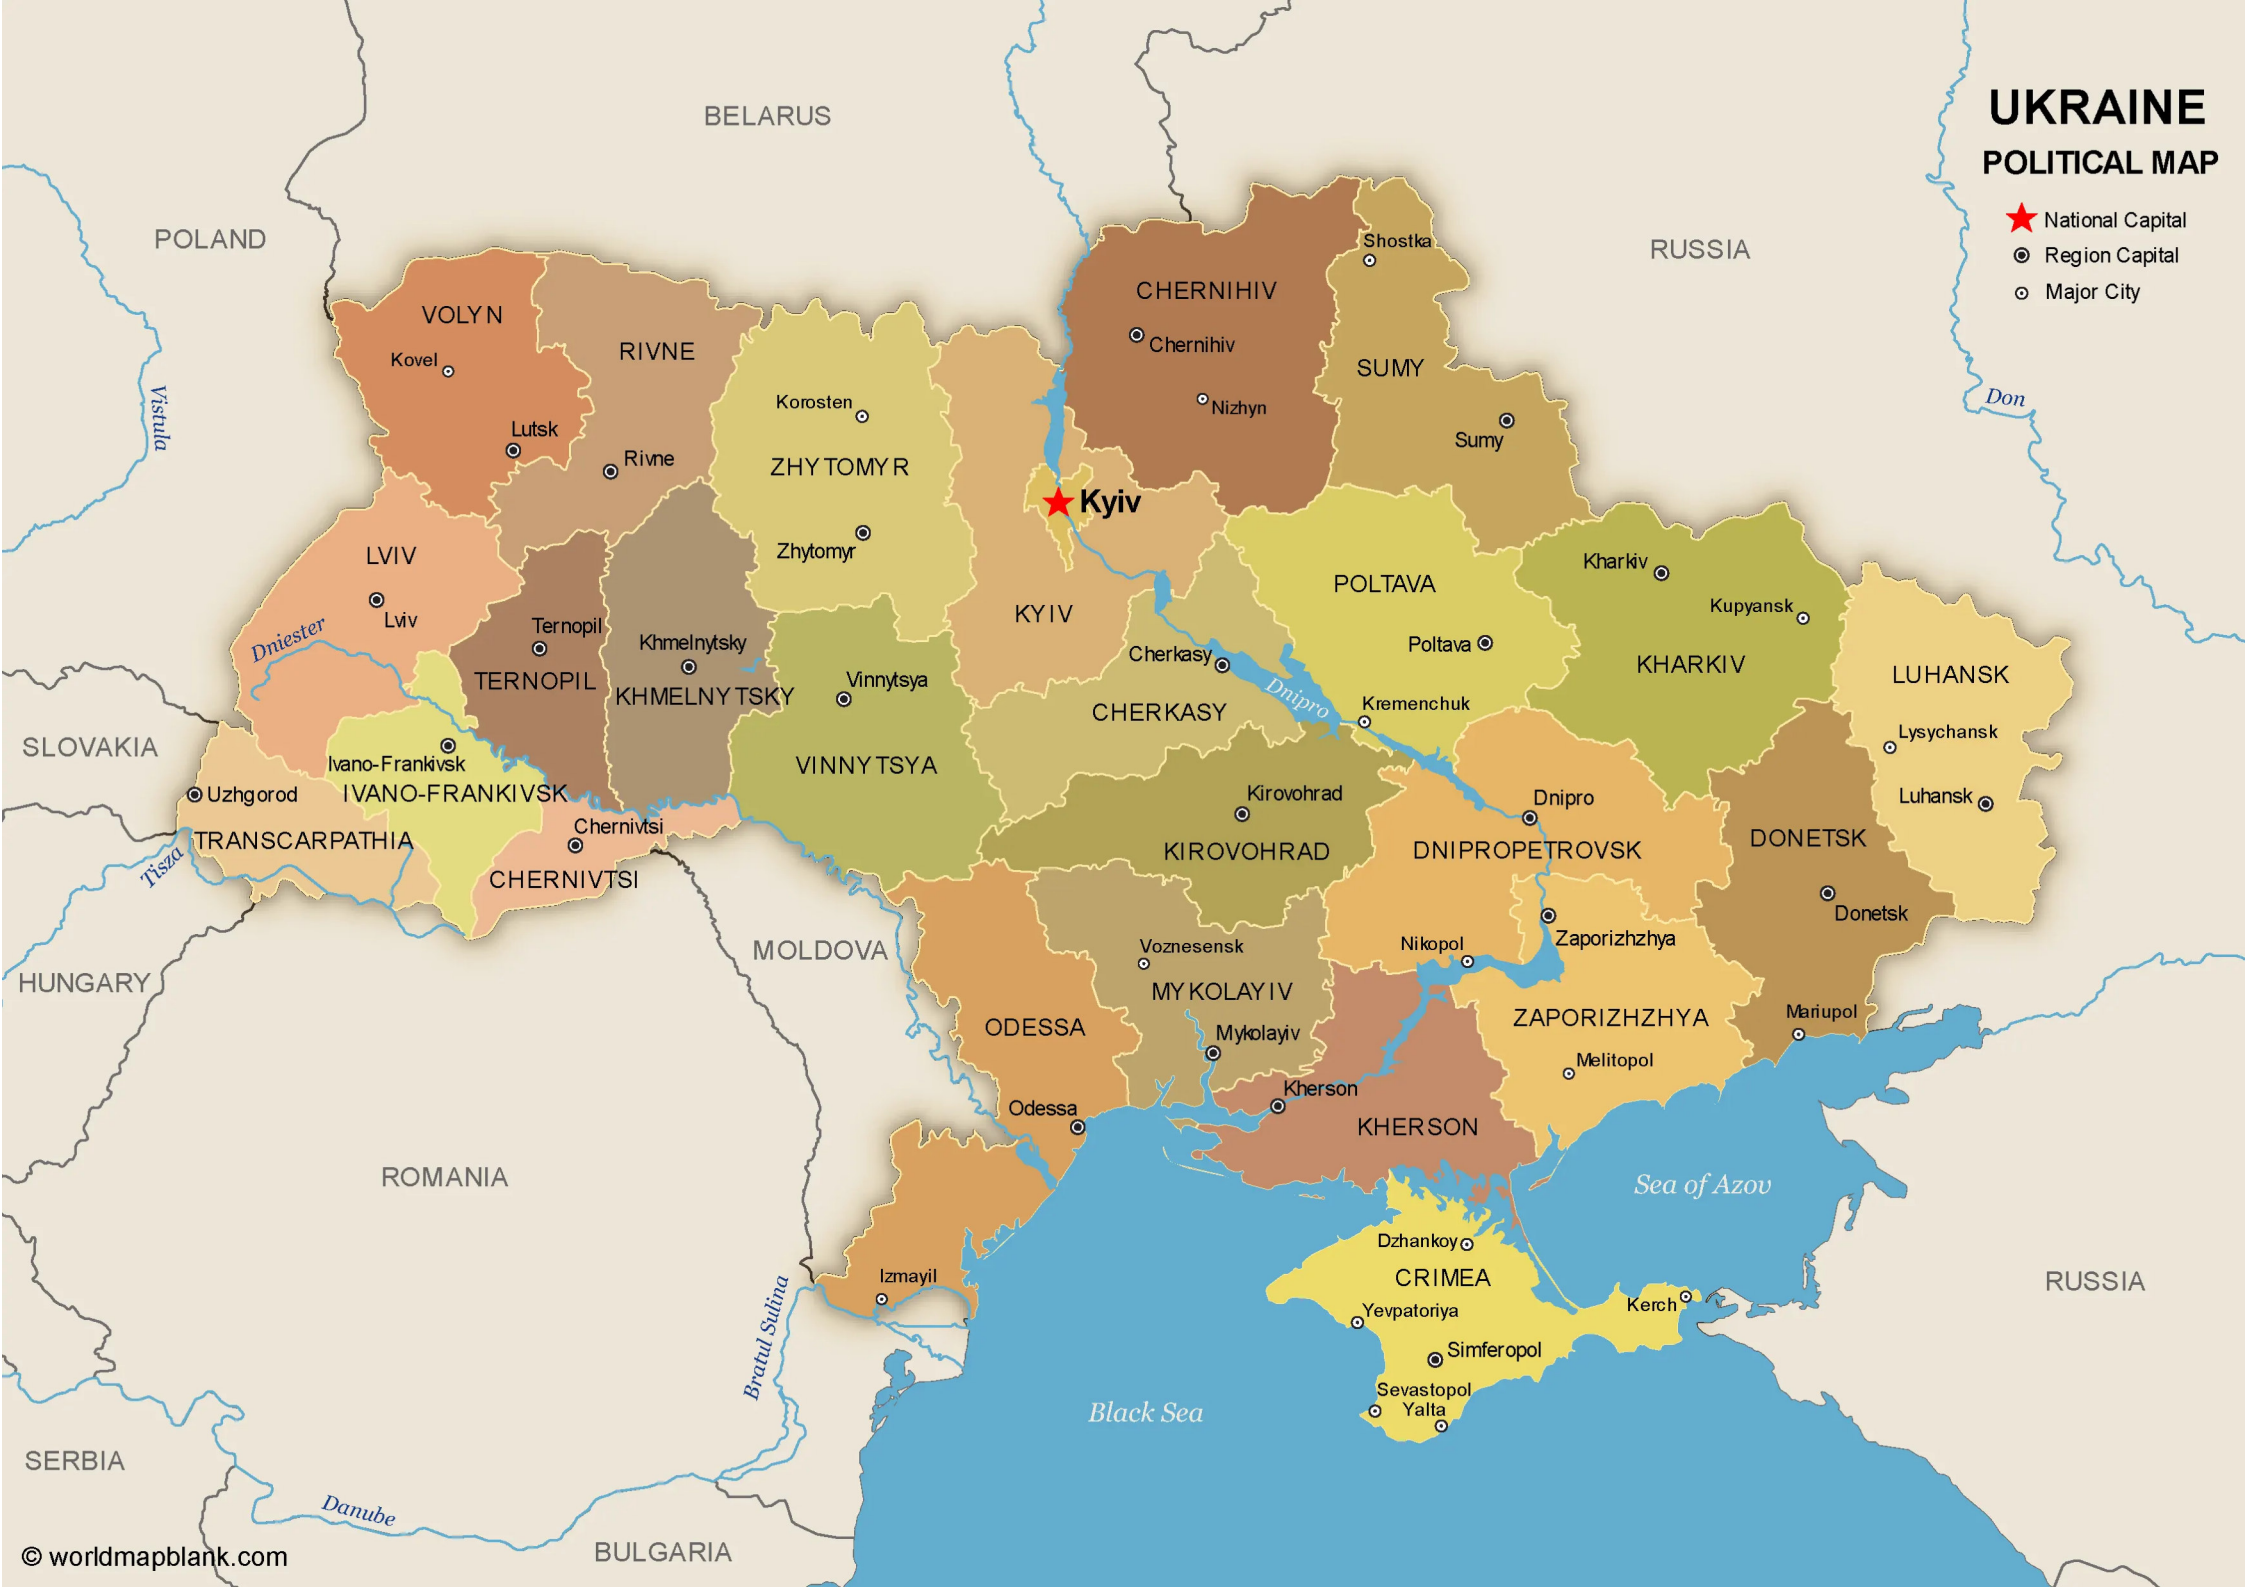 UKRAINE
POLITICAL MAP
National Capital
Region Capital
Major City
BELARUS
POLAND
RUSSIA
Shostka
CHERNIHIV
VOLYN
Chernihiv
RIVNE
Kovel
SUMY
Vistula
Don
Korosten
Nizhyn
Lutsk
Sumy
Rivne
ZHYTOMYR
Kyiv
Zhytomyr
LVIV
Kharkiv
POLTAVA
Lviv
Kupyansk
KYIV
Ternopil
Dniester
Khmelnytsky
Poltava
Cherkasy
KHARKIV
LUHANSK
TERNOPIL
Vinnytsya
KHMELNYTSKY
Dnipro
Kremenchuk
CHERKASY
Lysychansk
SLOVAKIA
Ivano-Frankivsk
VINNYTSYA
Uzhgorod
IVANO-FRANKIVSK
Kirovohrad
Dnipro
Luhansk
Chernivtsi
TRANSCARPATHIA
DONETSK
KIROVOHRAD
DNIPROPETROVSK
Tisza
CHERNIVTSI
Donetsk
Zaporizhzhya
Nikopol
Voznesensk
MOLDOVA
HUNGARY
MYKOLAYIV
Mariupol
ZAPORIZHZHYA
ODESSA
Mykolayiv
Melitopol
Kherson
Odessa
KHERSON
ROMANIA
Sea of Azov
Dzhankoy
Izmayil
CRIMEA
RUSSIA
Kerch
Yevpatoriya
Bratul Sulina
Simferopol
Sevastopol
Yalta
Black Sea
SERBIA
Danube
BULGARIA
© worldmapblank.com